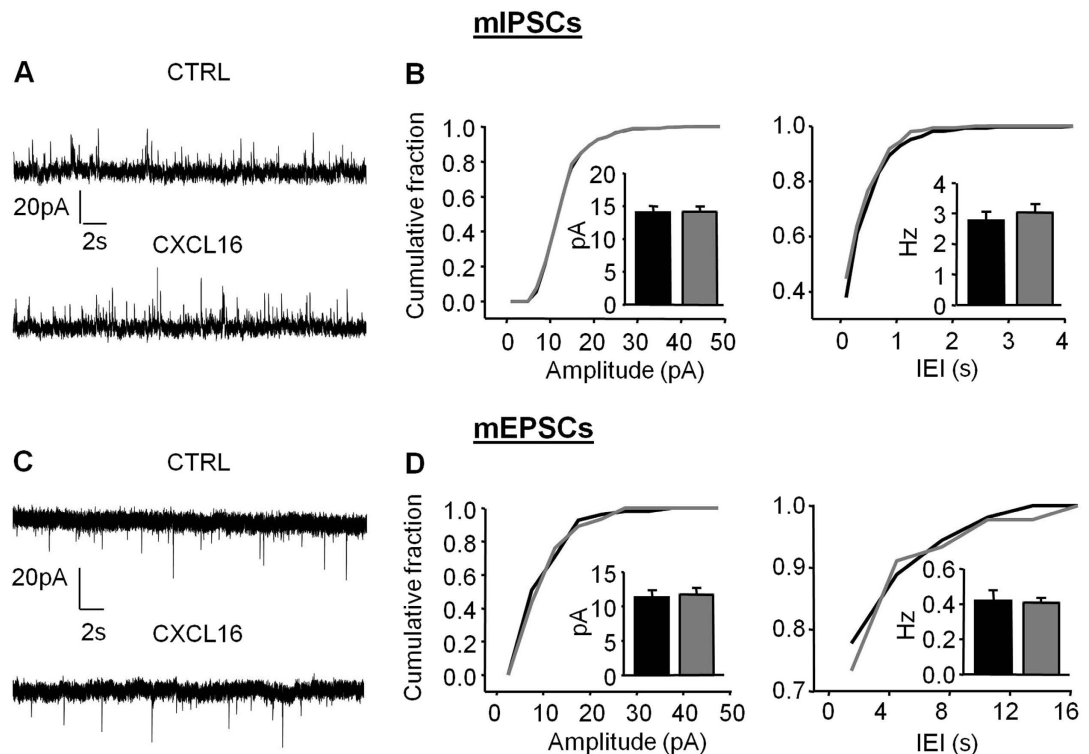 mIPSCs
A
CTRL
20pA
2s
CXCL16
B
Cumulative fraction
1.0
0.8
0.6
0.4
0.2
0.0
0 10 20 30 40 50
Amplitude (pA)
pA
20
15
10
5
0
1.0
0.8
0.6
0.4
0 1 2 3 4
IEI (s)
Hz
4
3
2
1
0
mEPSCs
C
CTRL
20pA
2s
CXCL16
D
Cumulative fraction
1.0
0.8
0.6
0.4
0.2
0.0
0 10 20 30 40 50
Amplitude (pA)
pA
15
10
5
0
1.0
0.9
0.8
0.7
0 4 8 12 16
IEI (s)
Hz
0.6
0.4
0.2
0.0